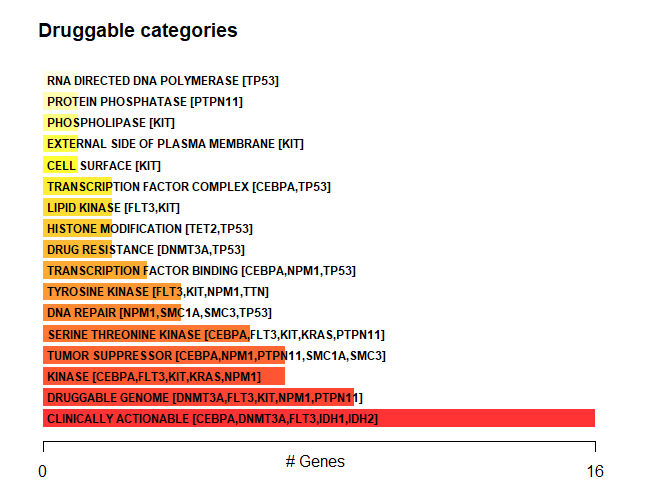 Druggable categories
RNA DIRECTED DNA POLYMERASE [TP53]
PROTEIN PHOSPHATASE [PTPN11]
PHOSPHOLIPASE [KIT]
EXTERNAL SIDE OF PLASMA MEMBRANE [KIT]
CELL SURFACE [KIT]
TRANSCRIPTION FACTOR COMPLEX [CEBPA,TP53]
LIPID KINASE [FLT3,KIT]
HISTONE MODIFICATION [TET2,TP53]
DRUG RESISTANCE [DNMT3A,TP53]
TRANSCRIPTION FACTOR BINDING [CEBPA,NPM1,TP53]
TYROSINE KINASE [FLT3,KIT,NPM1,TTN]
DNA REPAIR [NPM1,SMC1A,SMC3,TP53]
SERINE THREONINE KINASE [CEBPA,FLT3,KIT,KRAS,PTPN11]
TUMOR SUPPRESSOR [CEBPA,NPM1,PTPN11,SMC1A,SMC3]
KINASE [CEBPA,FLT3,KIT,KRAS,NPM1]
DRUGGABLE GENOME [DNMT3A,FLT3,KIT,NPM1,PTPN11]
CLINICALLY ACTIONABLE [CEBPA,DNMT3A,FLT3,IDH1,IDH2]
# Genes
0 16